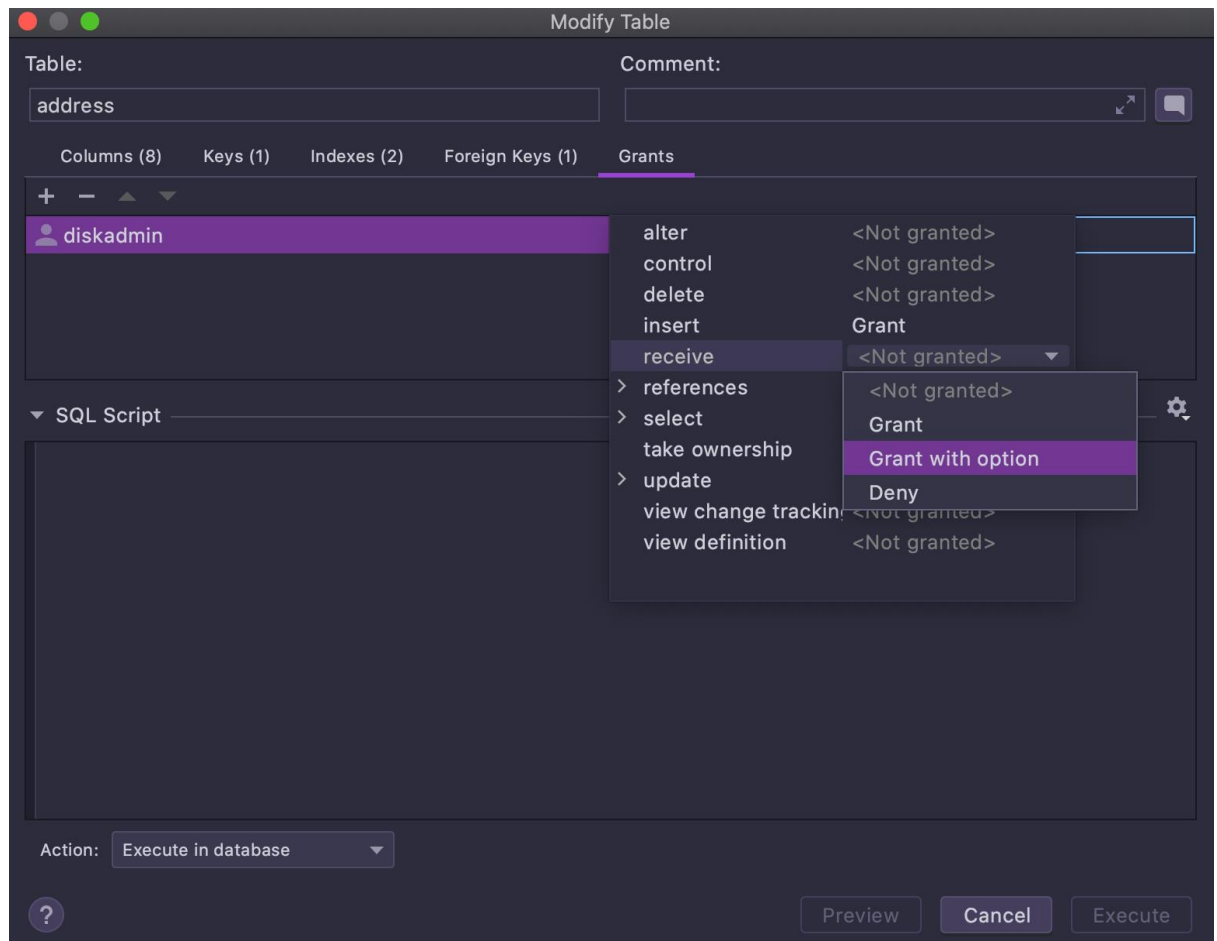 Modify Table
Table:
Comment:
address
Columns (8) Keys (1) Indexes (2) Foreign Keys (1) Grants
diskadmin
alter <Not granted>
control <Not granted>
delete <Not granted>
insert Grant
receive <Not granted>
references
select
take ownership
update
view change trackin <Not granted>
view definition <Not granted>
<Not granted>
Grant
Grant with option
Deny
SQL Script
Action: Execute in database
? Preview Cancel Execute